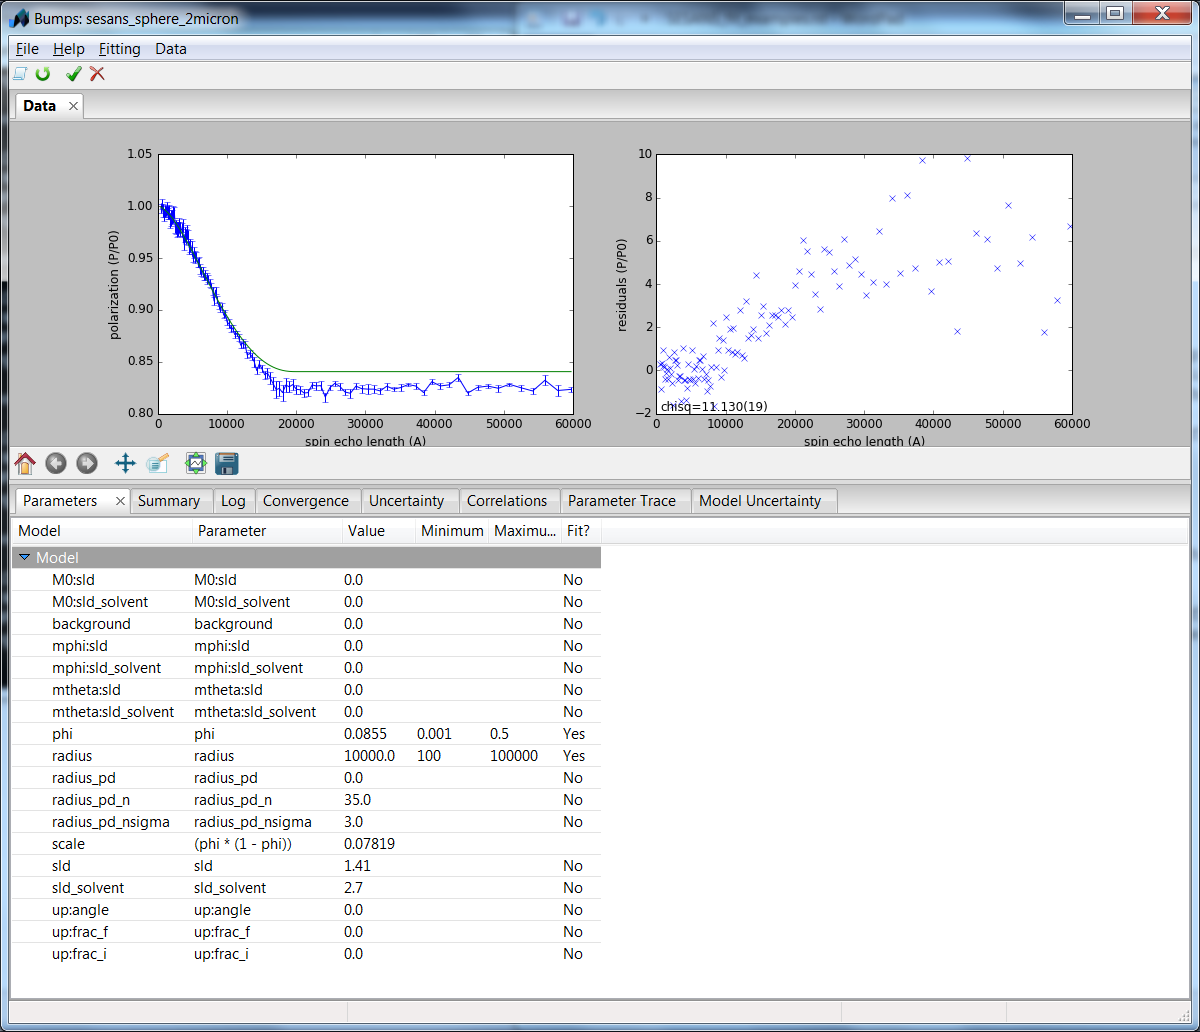 Bumps: sesans_sphere_2micron
File Help Fitting Data
Data
1.05
1.00
0.95
0.90
0.85
0.80
polarization (P/P0)
0 10000 20000 30000 40000 50000 60000
spin echo length (A)
10
8
6
4
2
0
−2
residuals (P/P0)
chisq=11.130(19)
0 10000 20000 30000 40000 50000 60000
spin echo length (A)
Parameters Summary Log Convergence Uncertainty Correlations Parameter Trace Model Uncertainty
Model Parameter Value Minimum Maximu... Fit?
Model
M0:sld M0:sld 0.0 No
M0:sld_solvent M0:sld_solvent 0.0 No
background background 0.0 No
mphi:sld mphi:sld 0.0 No
mphi:sld_solvent mphi:sld_solvent 0.0 No
mtheta:sld mtheta:sld 0.0 No
mtheta:sld_solvent mtheta:sld_solvent 0.0 No
phi phi 0.0855 0.001 0.5 Yes
radius radius 10000.0 100 100000 Yes
radius_pd radius_pd 0.0 No
radius_pd_n radius_pd_n 35.0 No
radius_pd_nsigma radius_pd_nsigma 3.0 No
scale (phi * (1 - phi)) 0.07819
sld sld 1.41 No
sld_solvent sld_solvent 2.7 No
up:angle up:angle 0.0 No
up:frac_f up:frac_f 0.0 No
up:frac_i up:frac_i 0.0 No